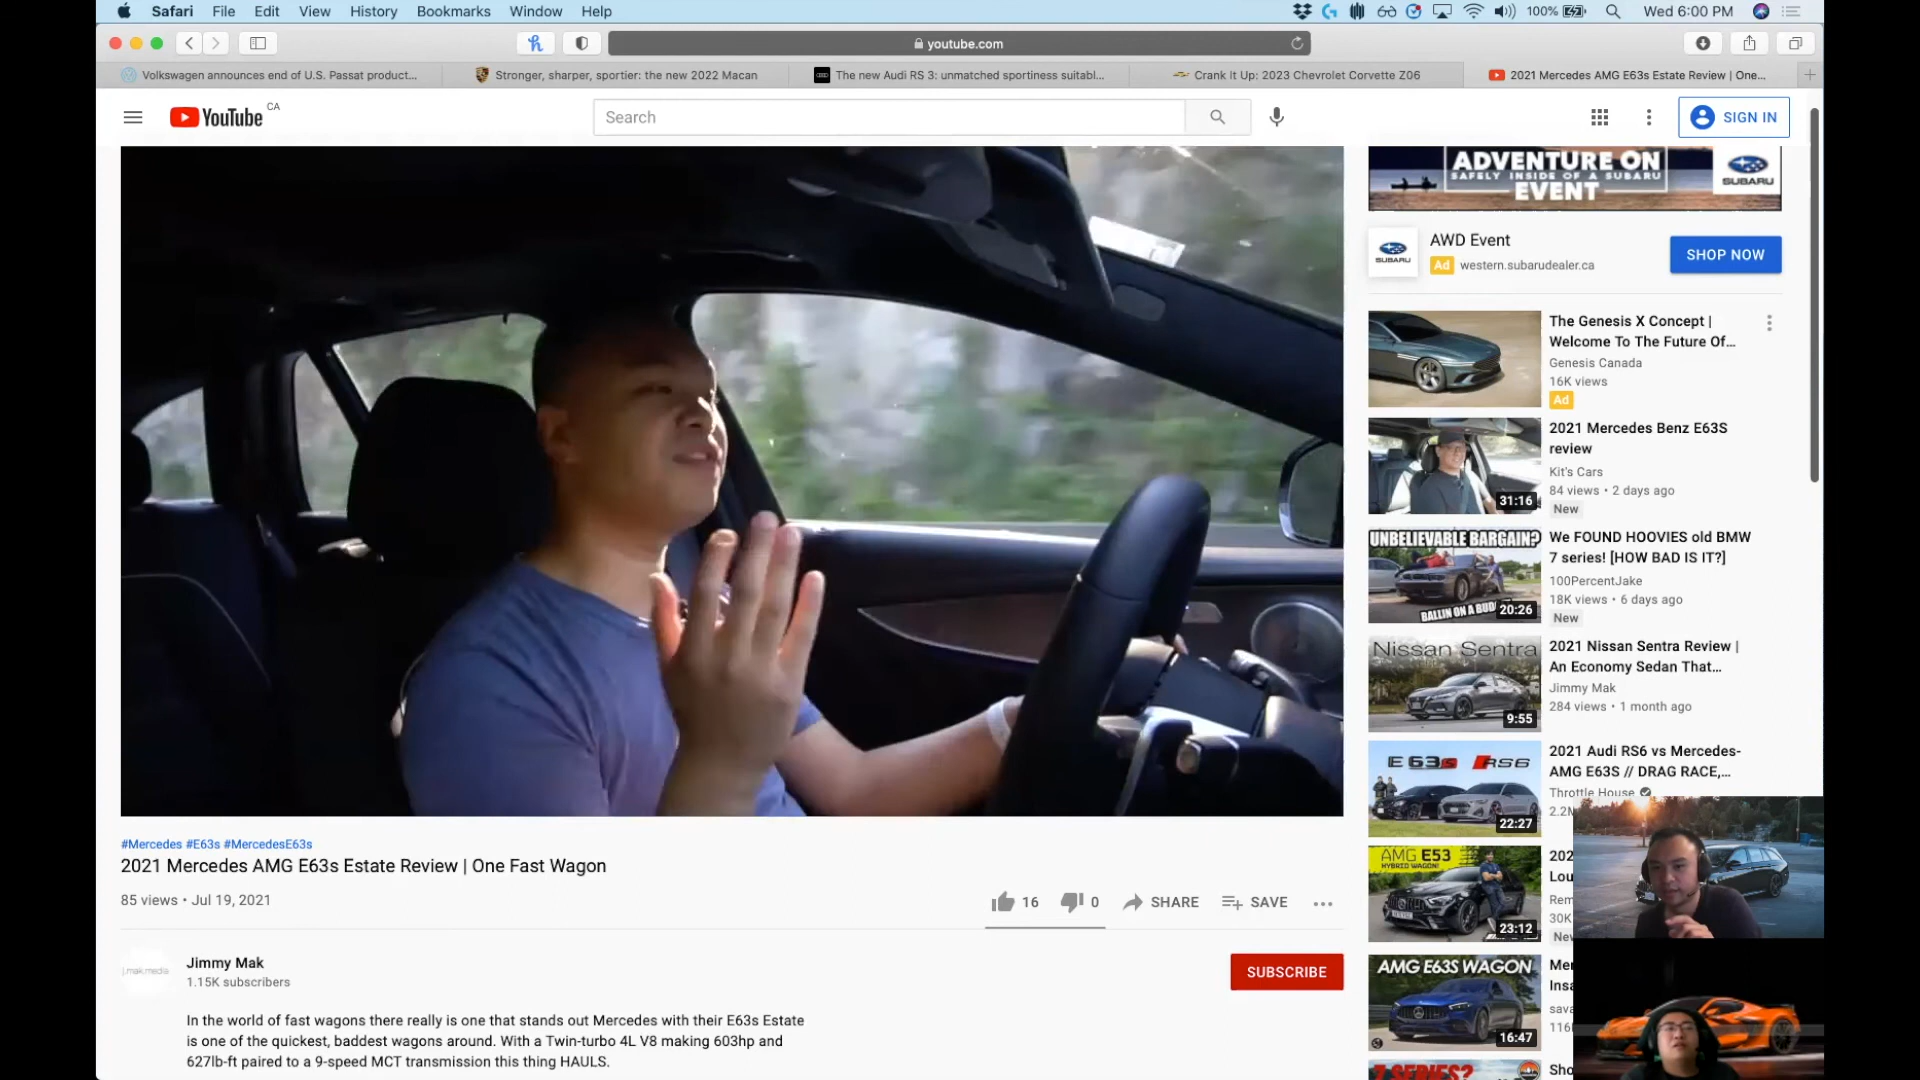 Safari File Edit View History Bookmarks Window Help 100% Wed 6:00 PM
youtube.com
Volkswagen announces end of U.S. Passat product...
Stronger, sharper, sportier: the new 2022 Macan
The new Audi RS 3: unmatched sportiness suitabl...
Crank It Up: 2023 Chevrolet Corvette Z06
2021 Mercedes AMG E63s Estate Review | One...
YouTube CA
Search
SIGN IN
ADVENTURE ON
SAFELY INSIDE OF A SUBARU
EVENT
SUBARU
SUBARU
AWD Event
Ad western.subarudealer.ca
SHOP NOW
The Genesis X Concept |
Welcome To The Future Of...
Genesis Canada
16K views
Ad
31:16
2021 Mercedes Benz E63S
review
Kit's Cars
84 views • 2 days ago
New
UNBELIEVABLE BARGAIN?
20:26
We FOUND HOOVIES old BMW
7 series! [HOW BAD IS IT?]
100PercentJake
18K views • 6 days ago
New
Nissan Sentra
9:55
2021 Nissan Sentra Review |
An Economy Sedan That...
Jimmy Mak
284 views • 1 month ago
E63s RS6
22:27
2021 Audi RS6 vs Mercedes-
AMG E63S // DRAG RACE,...
Throttle House
AMG E53
HYBRID WAGON!
23:12
AMG E63S WAGON
16:47
7 SERIES?
#Mercedes #E63s #MercedesE63s
2021 Mercedes AMG E63s Estate Review | One Fast Wagon
85 views • Jul 19, 2021
16 0 SHARE SAVE
j.mak.media
Jimmy Mak
1.15K subscribers
SUBSCRIBE
In the world of fast wagons there really is one that stands out Mercedes with their E63s Estate
is one of the quickest, baddest wagons around. With a Twin-turbo 4L V8 making 603hp and
627lb-ft paired to a 9-speed MCT transmission this thing HAULS.